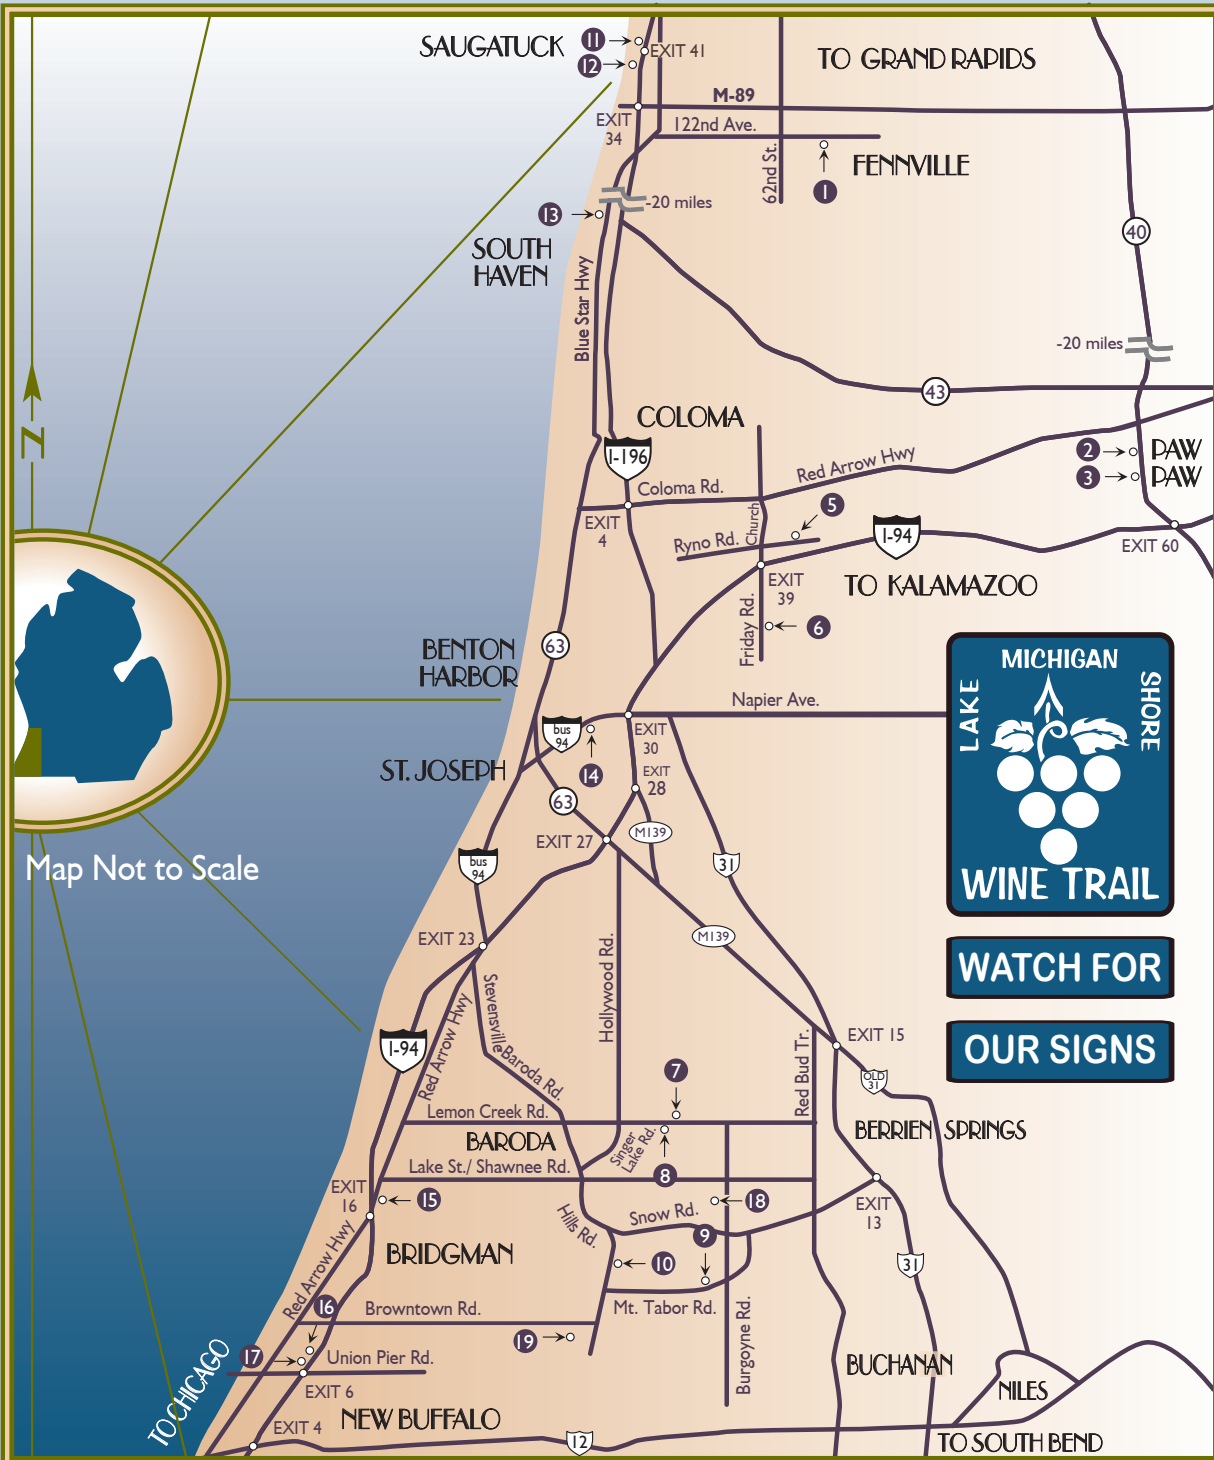 SAUGATUCK
11
12
EXIT 41
TO GRAND RAPIDS
M-89
EXIT
34
122nd Ave.
62nd St.
1
FENNVILLE
-20 miles
13
SOUTH
HAVEN
Blue Star Hwy
40
-20 miles
43
N
COLOMA
I-196
Coloma Rd.
Red Arrow Hwy
2
PAW
3
PAW
EXIT
4
Church
5
Ryno Rd.
I-94
EXIT 60
EXIT
39
TO KALAMAZOO
Friday Rd.
6
BENTON
HARBOR
63
Napier Ave.
MICHIGAN
LAKE
SHORE
WINE TRAIL
WATCH FOR
OUR SIGNS
bus
94
EXIT
30
14
ST. JOSEPH
EXIT
28
63
EXIT 27
M139
31
Map Not to Scale
bus
94
EXIT 23
M139
Hollywood Rd.
Stevensville-Baroda Rd.
Red Arrow Hwy
I-94
Red Bud Tr.
EXIT 15
OLD
31
7
Lemon Creek Rd.
BARODA
Singer
Lake Rd.
BERRIEN SPRINGS
Lake St./ Shawnee Rd.
8
EXIT
16
15
18
EXIT
13
Hills Rd.
Snow Rd.
9
BRIDGMAN
10
31
Red Arrow Hwy
16
Browntown Rd.
Mt. Tabor Rd.
Burgoyne Rd.
19
17
Union Pier Rd.
TO CHICAGO
EXIT 6
BUCHANAN
NILES
EXIT 4
NEW BUFFALO
12
TO SOUTH BEND